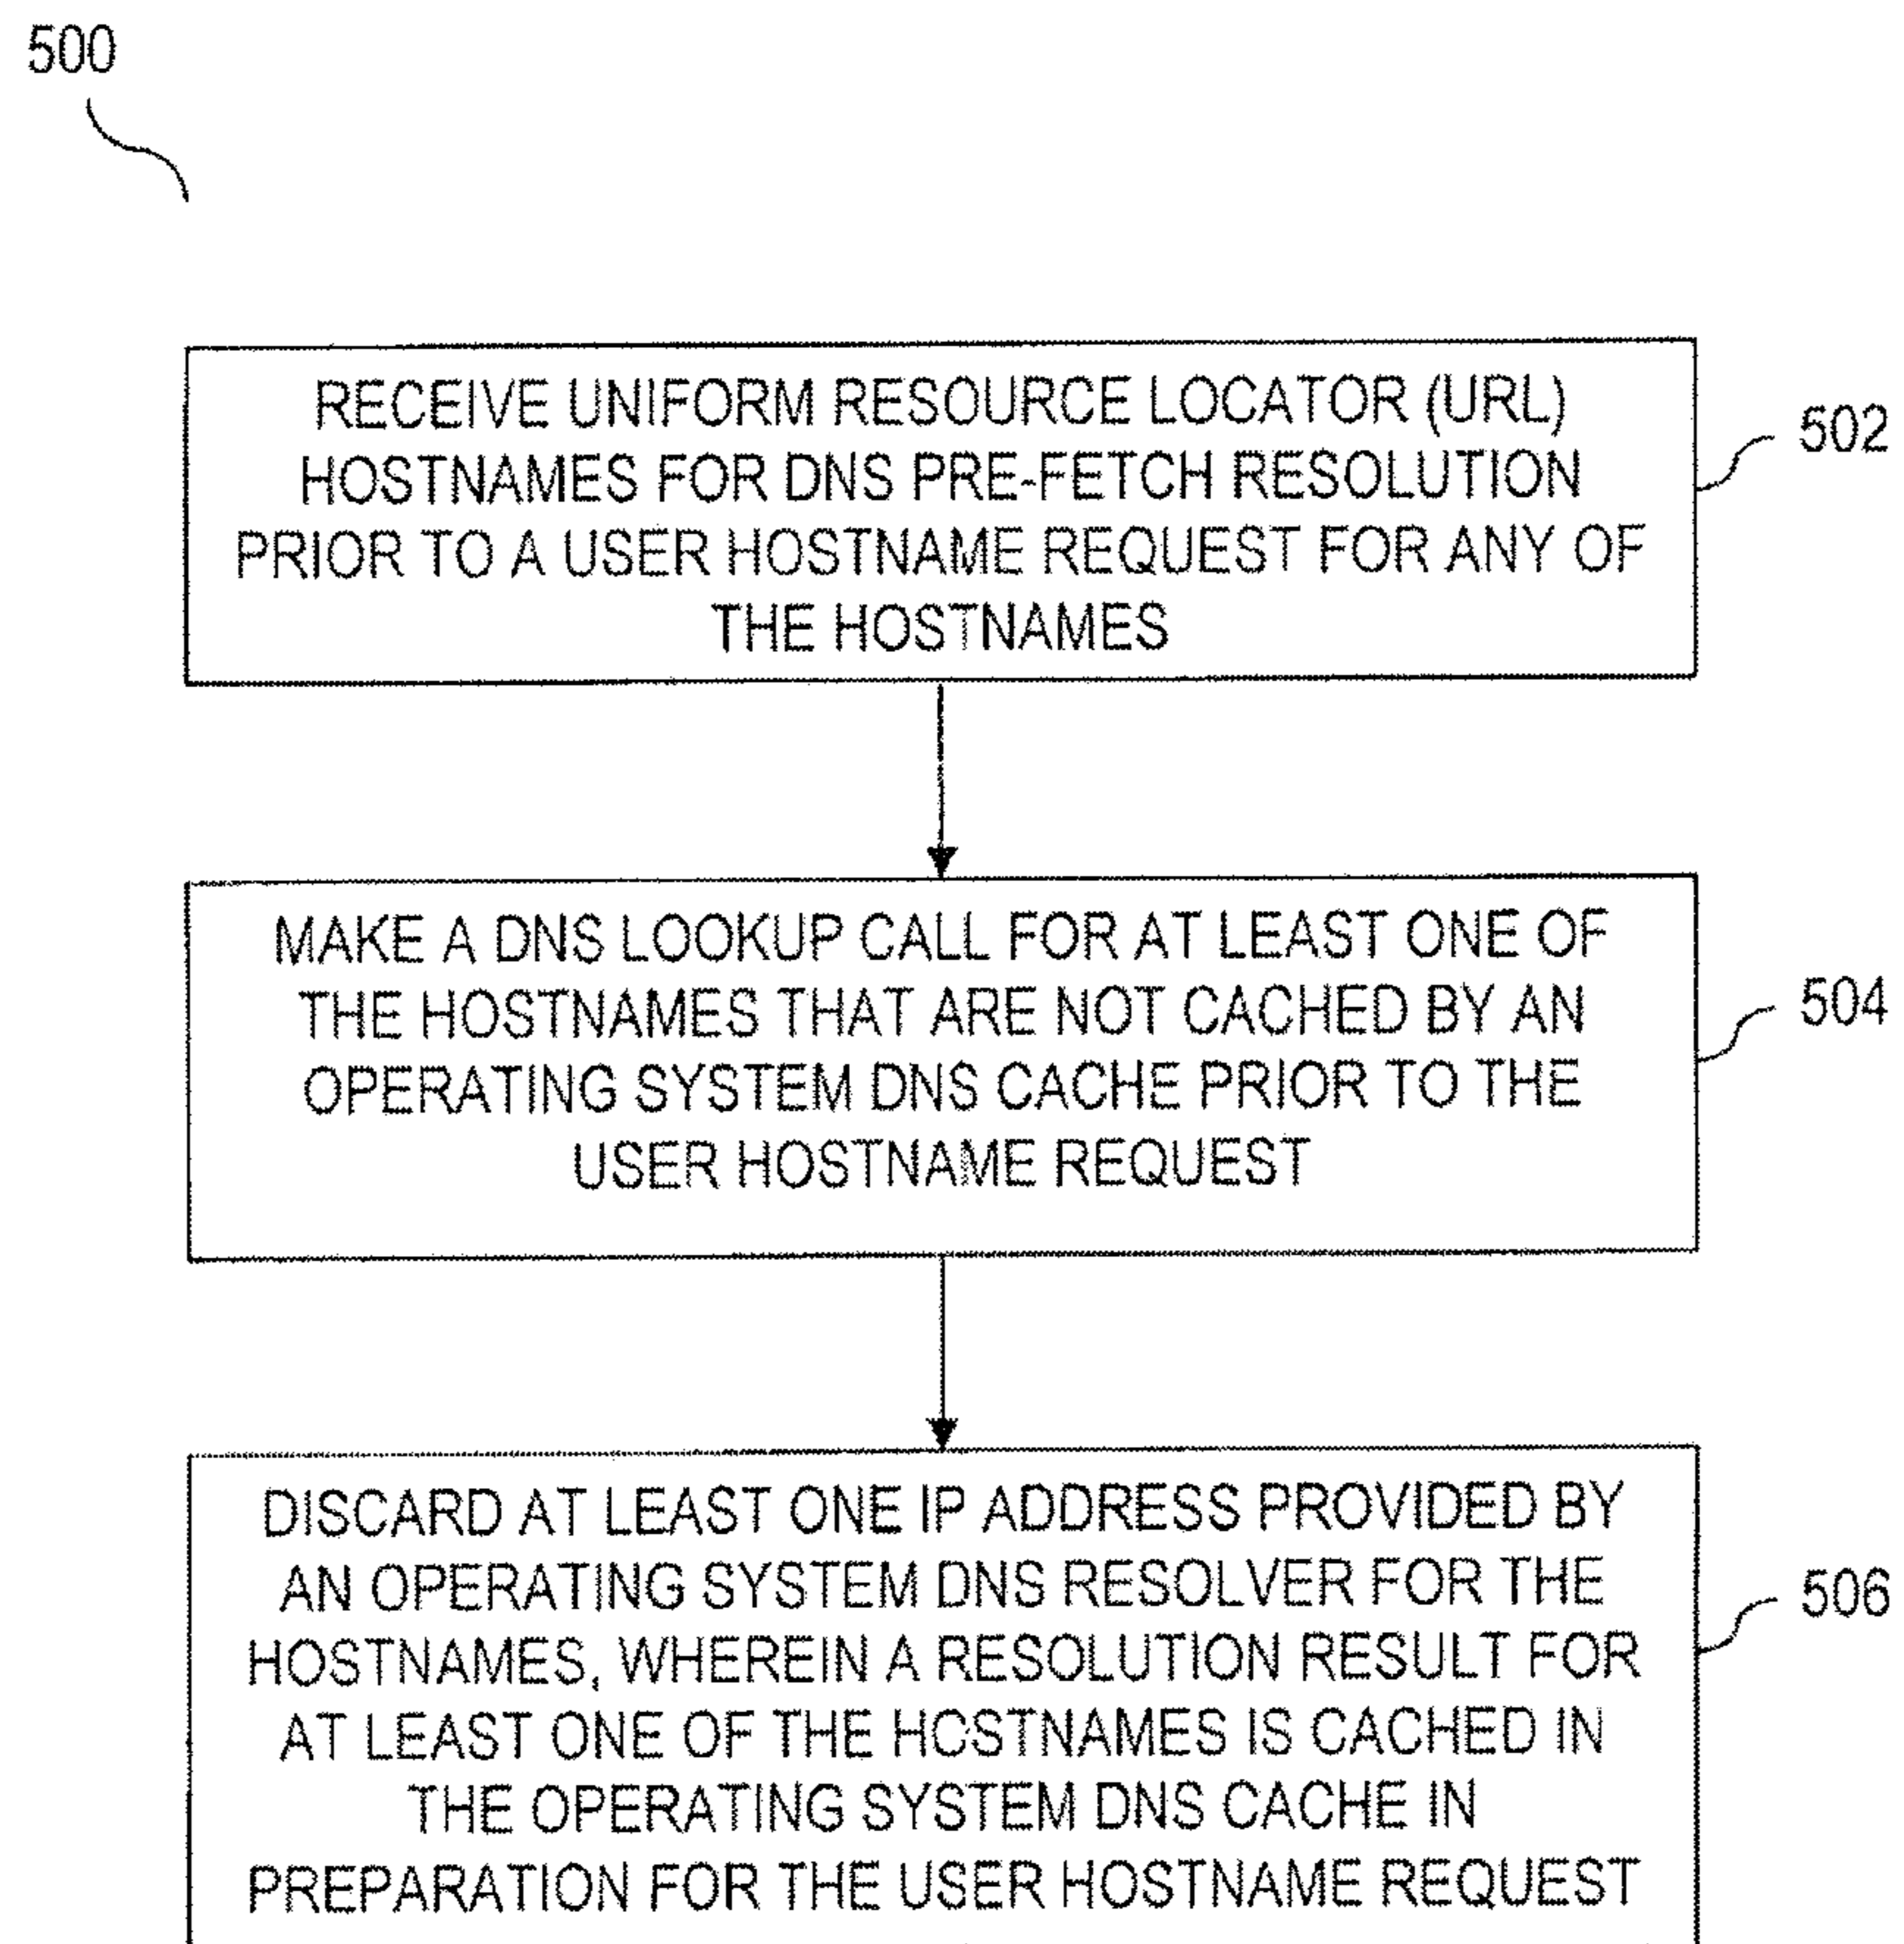 500
RECEIVE UNIFORM RESOURCE LOCATOR (URL)
HOSTNAMES FOR DNS PRE-FETCH RESOLUTION
PRIOR TO A USER HOSTNAME REQUEST FOR ANY OF
THE HOSTNAMES
502
MAKE A DNS LOOKUP CALL FOR AT LEAST ONE OF
THE HOSTNAMES THAT ARE NOT CACHED BY AN
OPERATING SYSTEM DNS CACHE PRIOR TO THE
USER HOSTNAME REQUEST
504
DISCARD AT LEAST ONE IP ADDRESS PROVIDED BY
AN OPERATING SYSTEM DNS RESOLVER FOR THE
HOSTNAMES, WHEREIN A RESOLUTION RESULT FOR
AT LEAST ONE OF THE HOSTNAMES IS CACHED IN
THE OPERATING SYSTEM DNS CACHE IN
PREPARATION FOR THE USER HOSTNAME REQUEST
506